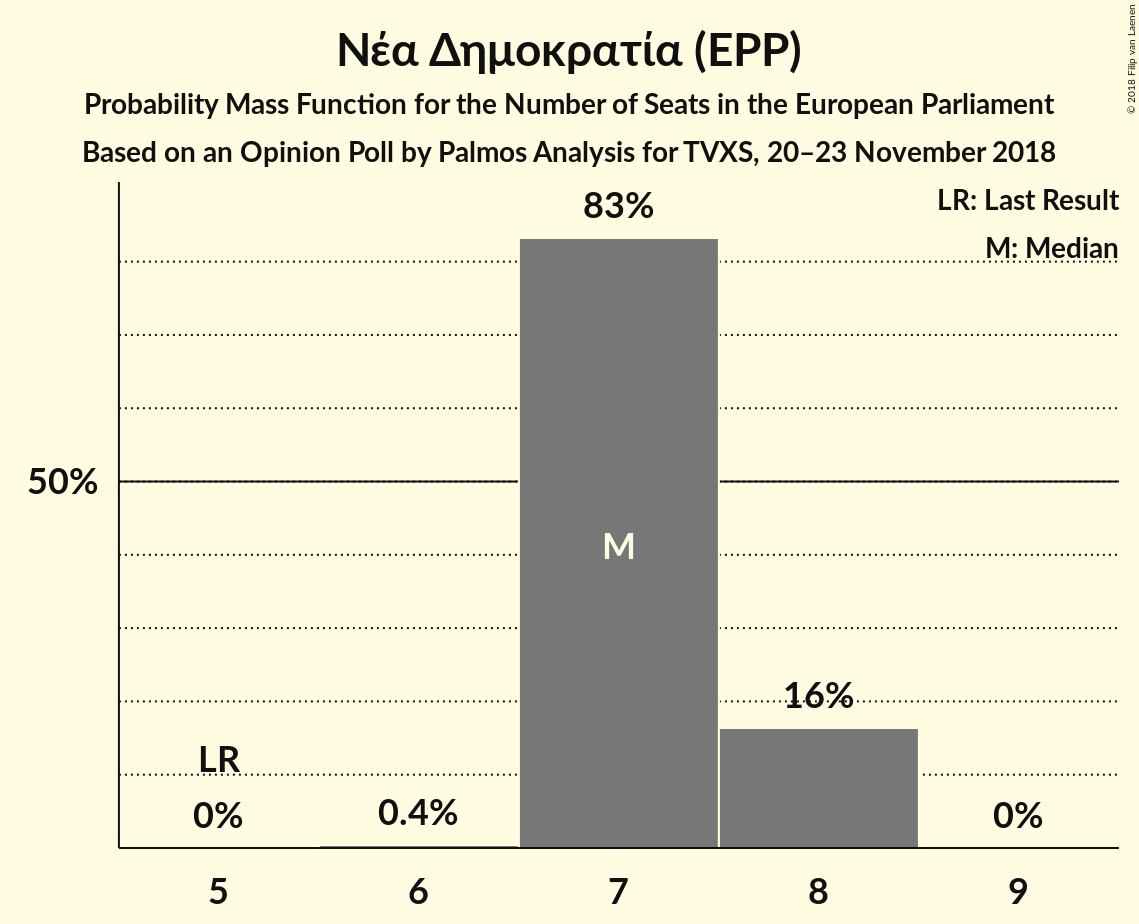 Νέα Δημοκρατία (EPP)
Probability Mass Function for the Number of Seats in the European Parliament
Based on an Opinion Poll by Palmos Analysis for TVXS, 20–23 November 2018
© 2018 Filip van Laenen
LR: Last Result
M: Median
83%
50%
M
16%
LR
0%
0.4%
0%
5
6
7
8
9